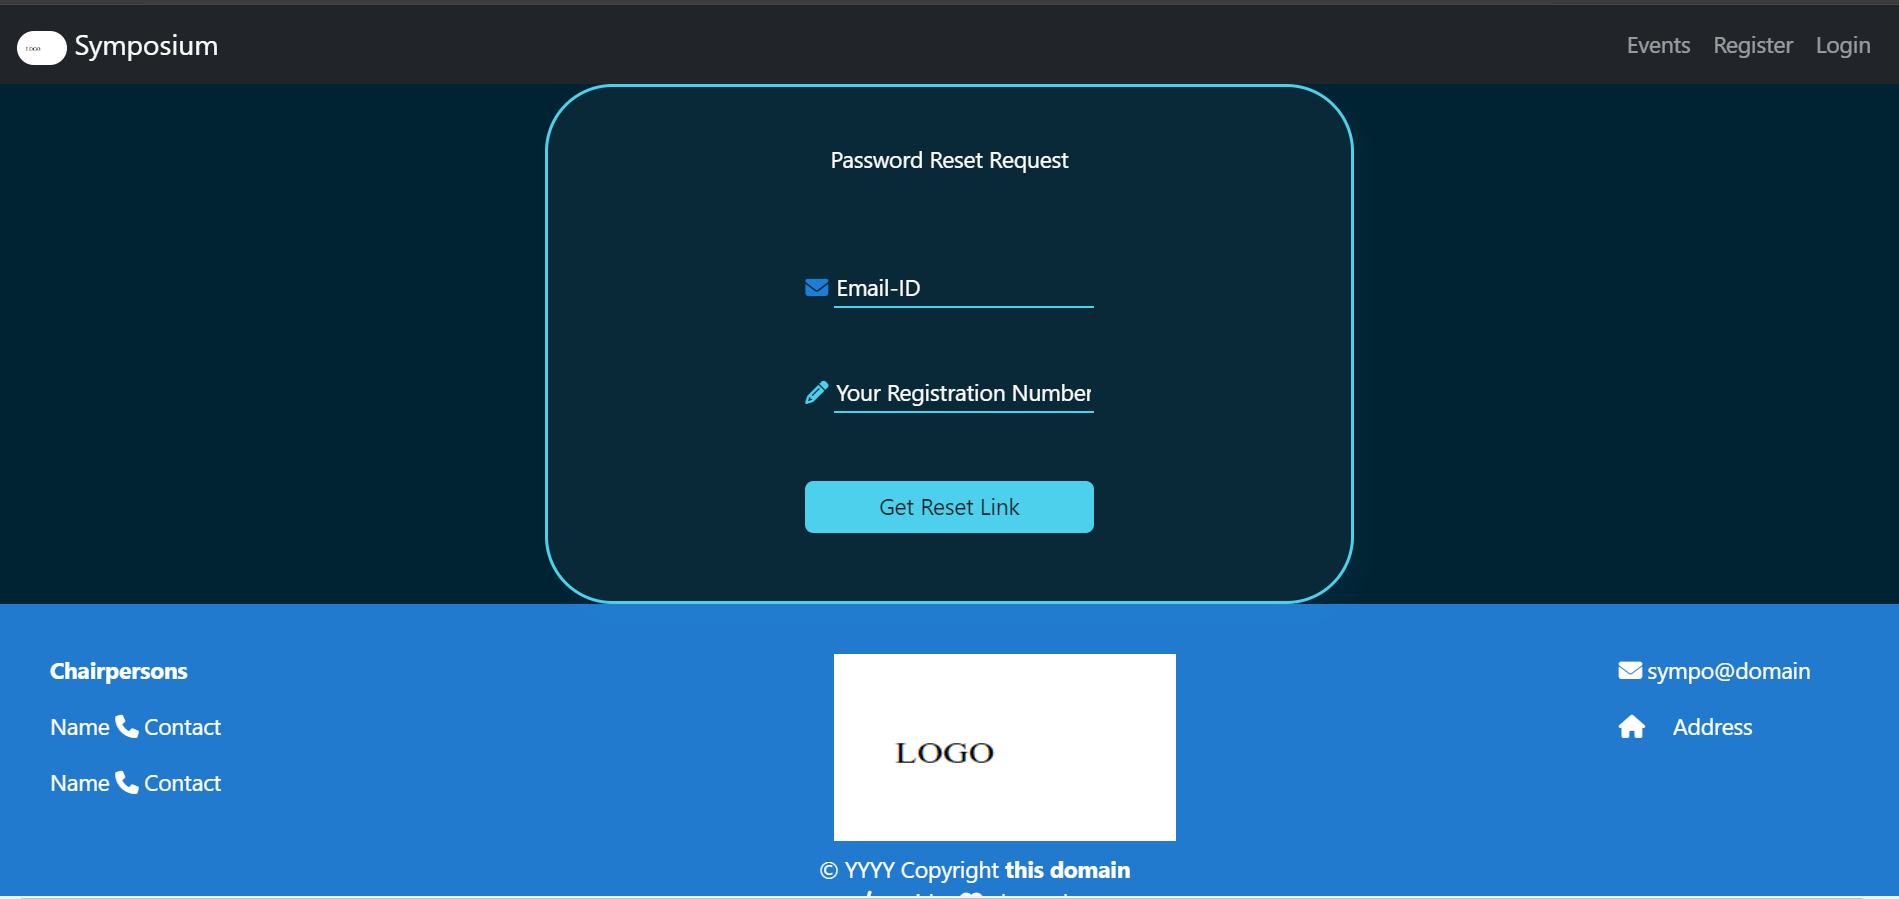 LOGO Symposium Events Register Login
Password Reset Request
Email-ID
Your Registration Number
Get Reset Link
Chairpersons
Name Contact
Name Contact
LOGO
sympo@domain
Address
© YYYY Copyright this domain